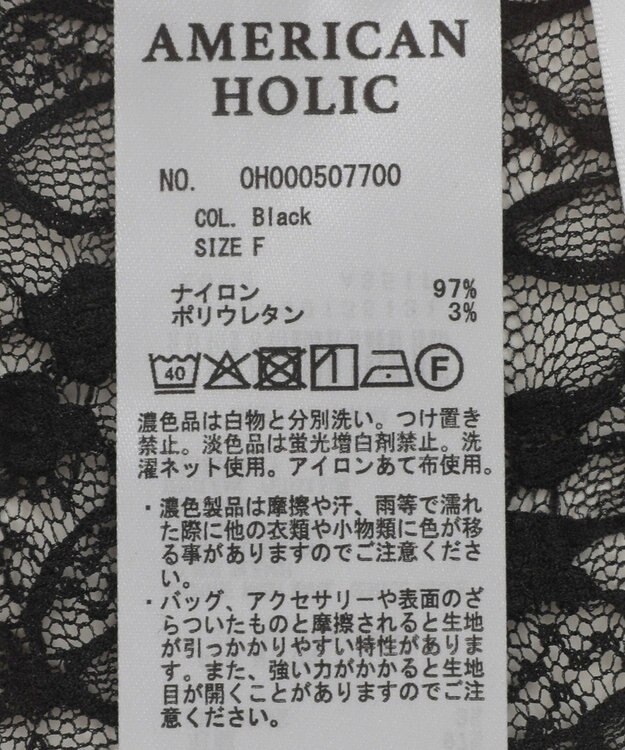 AMERICAN
HOLIC
NO. OH000507700
COL. Black
SIZE F
ナイロン 97%
ポリウレタン 3%
40 F
濃色品は白物と分別洗い。つけ置き
禁止。淡色品は蛍光増白剤禁止。洗
濯ネット使用。アイロンあて布使用。
・濃色製品は摩擦や汗、雨等で濡れ
た際に他の衣類や小物類に色が移
る事がありますのでご注意くださ
い。
・バッグ、アクセサリーや表面のざ
らついたものと摩擦されると生地
が引っかかりやすい特性がありま
す。また、強い力がかかると生地
目が開くことがありますのでご注
意ください。